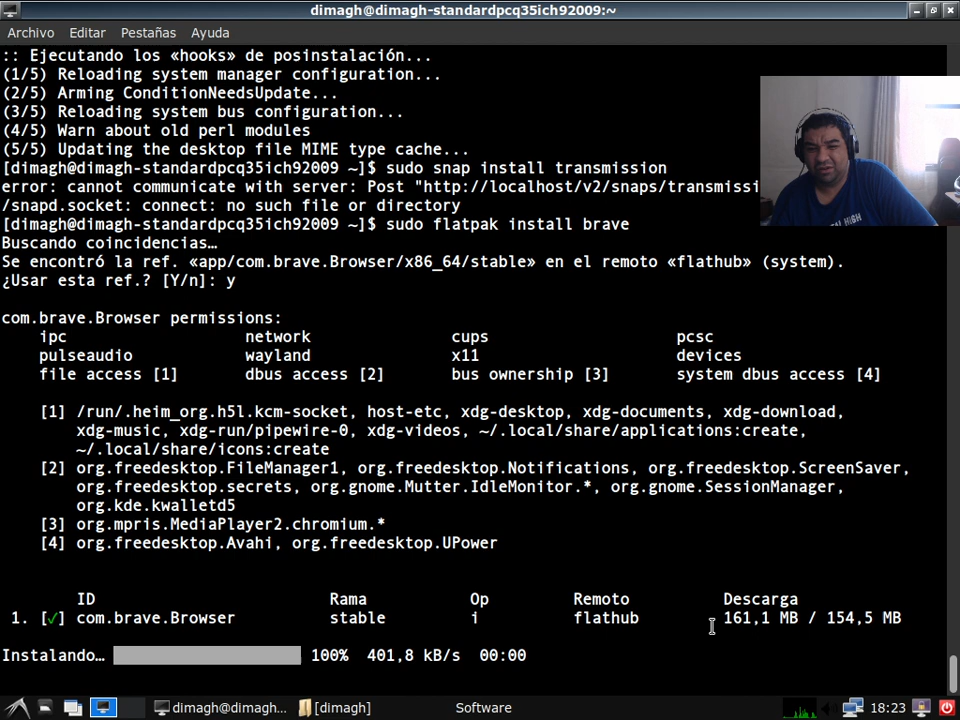 dimagh@dimagh-standardpcq35ich92009:~
Archivo Editar Pestañas Ayuda
:: Ejecutando los «hooks» de posinstalación...
(1/5) Reloading system manager configuration...
(2/5) Arming ConditionNeedsUpdate...
(3/5) Reloading system bus configuration...
(4/5) Warn about old perl modules
(5/5) Updating the desktop file MIME type cache...
[dimagh@dimagh-standardpcq35ich92009 ~]$ sudo snap install transmission
error: cannot communicate with server: Post "http://localhost/v2/snaps/transmissi
/snapd.socket: connect: no such file or directory
[dimagh@dimagh-standardpcq35ich92009 ~]$ sudo flatpak install brave
Buscando coincidencias…
Se encontró la ref. «app/com.brave.Browser/x86_64/stable» en el remoto «flathub» (system).
¿Usar esta ref.? [Y/n]: y
com.brave.Browser permissions:
ipc network cups pcsc
pulseaudio wayland x11 devices
file access [1] dbus access [2] bus ownership [3] system dbus access [4]
[1] /run/.heim_org.h5l.kcm-socket, host-etc, xdg-desktop, xdg-documents, xdg-download,
xdg-music, xdg-run/pipewire-0, xdg-videos, ~/.local/share/applications:create,
~/.local/share/icons:create
[2] org.freedesktop.FileManager1, org.freedesktop.Notifications, org.freedesktop.ScreenSaver,
org.freedesktop.secrets, org.gnome.Mutter.IdleMonitor.*, org.gnome.SessionManager,
org.kde.kwalletd5
[3] org.mpris.MediaPlayer2.chromium.*
[4] org.freedesktop.Avahi, org.freedesktop.UPower
ID Rama Op Remoto Descarga
1. [✓] com.brave.Browser stable i flathub 161,1 MB / 154,5 MB
Instalando… 100% 401,8 kB/s 00:00
dimagh@dimagh... [dimagh] Software 18:23